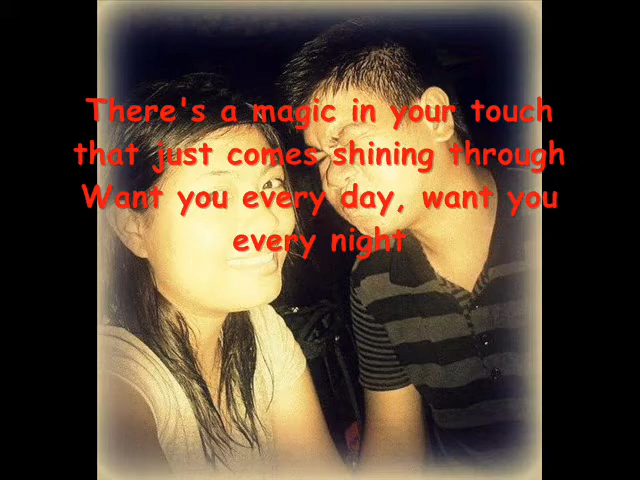 There's a magic in your touch
that just comes shining through
Want you every day, want you
every night